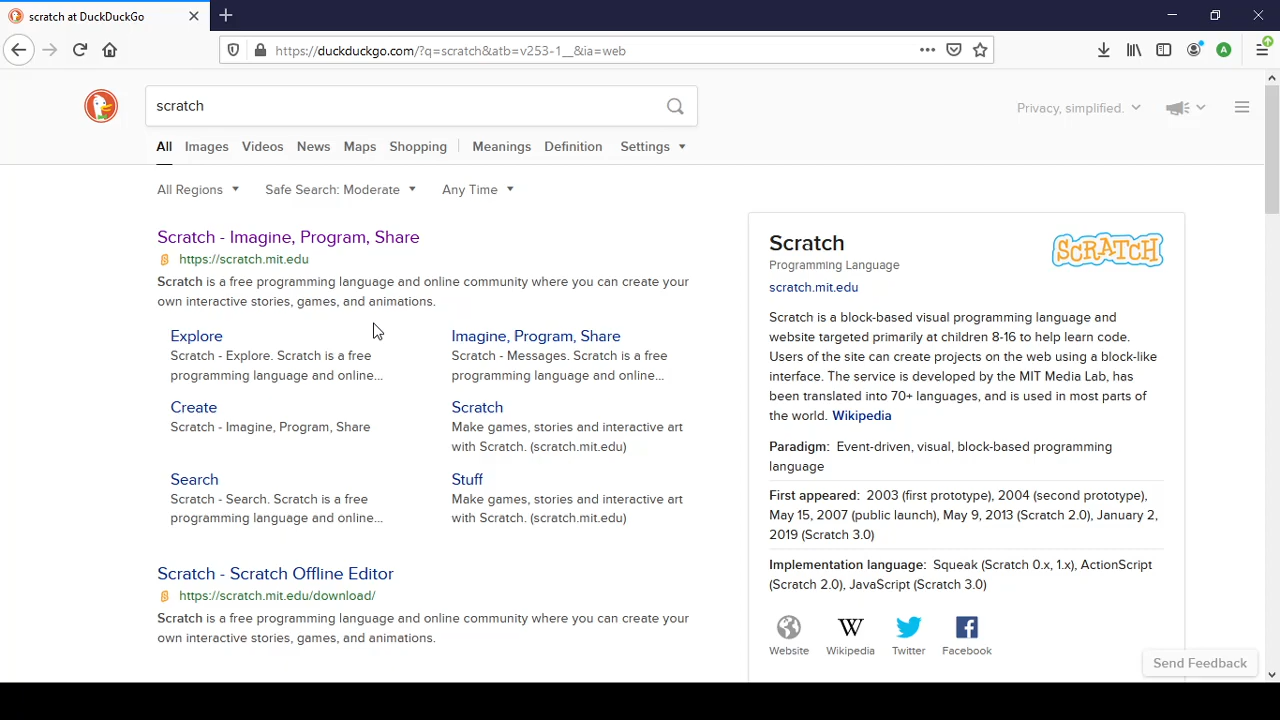 scratch at DuckDuckGo
https://duckduckgo.com/?q=scratch&atb=v253-1__&ia=web
A
scratch
Privacy, simplified.
All Images Videos News Maps Shopping Meanings Definition Settings
All Regions Safe Search: Moderate Any Time
Scratch - Imagine, Program, Share
https://scratch.mit.edu
Scratch is a free programming language and online community where you can create your
own interactive stories, games, and animations.
Explore
Scratch - Explore. Scratch is a free
programming language and online...
Imagine, Program, Share
Scratch - Messages. Scratch is a free
programming language and online...
Create
Scratch - Imagine, Program, Share
Scratch
Make games, stories and interactive art
with Scratch. (scratch.mit.edu)
Search
Scratch - Search. Scratch is a free
programming language and online...
Stuff
Make games, stories and interactive art
with Scratch. (scratch.mit.edu)
Scratch - Scratch Offline Editor
https://scratch.mit.edu/download/
Scratch is a free programming language and online community where you can create your
own interactive stories, games, and animations.
Scratch
SCRATCH
Programming Language
scratch.mit.edu
Scratch is a block-based visual programming language and
website targeted primarily at children 8-16 to help learn code.
Users of the site can create projects on the web using a block-like
interface. The service is developed by the MIT Media Lab, has
been translated into 70+ languages, and is used in most parts of
the world. Wikipedia
Paradigm: Event-driven, visual, block-based programming
language
First appeared: 2003 (first prototype), 2004 (second prototype),
May 15, 2007 (public launch), May 9, 2013 (Scratch 2.0), January 2,
2019 (Scratch 3.0)
Implementation language: Squeak (Scratch 0.x, 1.x), ActionScript
(Scratch 2.0), JavaScript (Scratch 3.0)
W
Website Wikipedia Twitter Facebook
Send Feedback